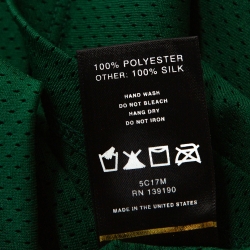 100% POLYESTER
OTHER: 100% SILK
HAND WASH
DO NOT BLEACH
HANG DRY
DO NOT IRON
5C17M
RN 139190
MADE IN THE UNITED STATES